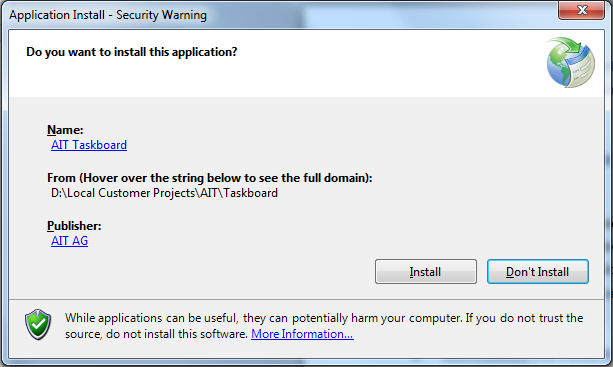 Application Install - Security Warning
Do you want to install this application?
Name:
AIT Taskboard
From (Hover over the string below to see the full domain):
D:\Local Customer Projects\AIT\Taskboard
Publisher:
AIT AG
Install
Don't Install
While applications can be useful, they can potentially harm your computer. If you do not trust the
source, do not install this software. More Information...